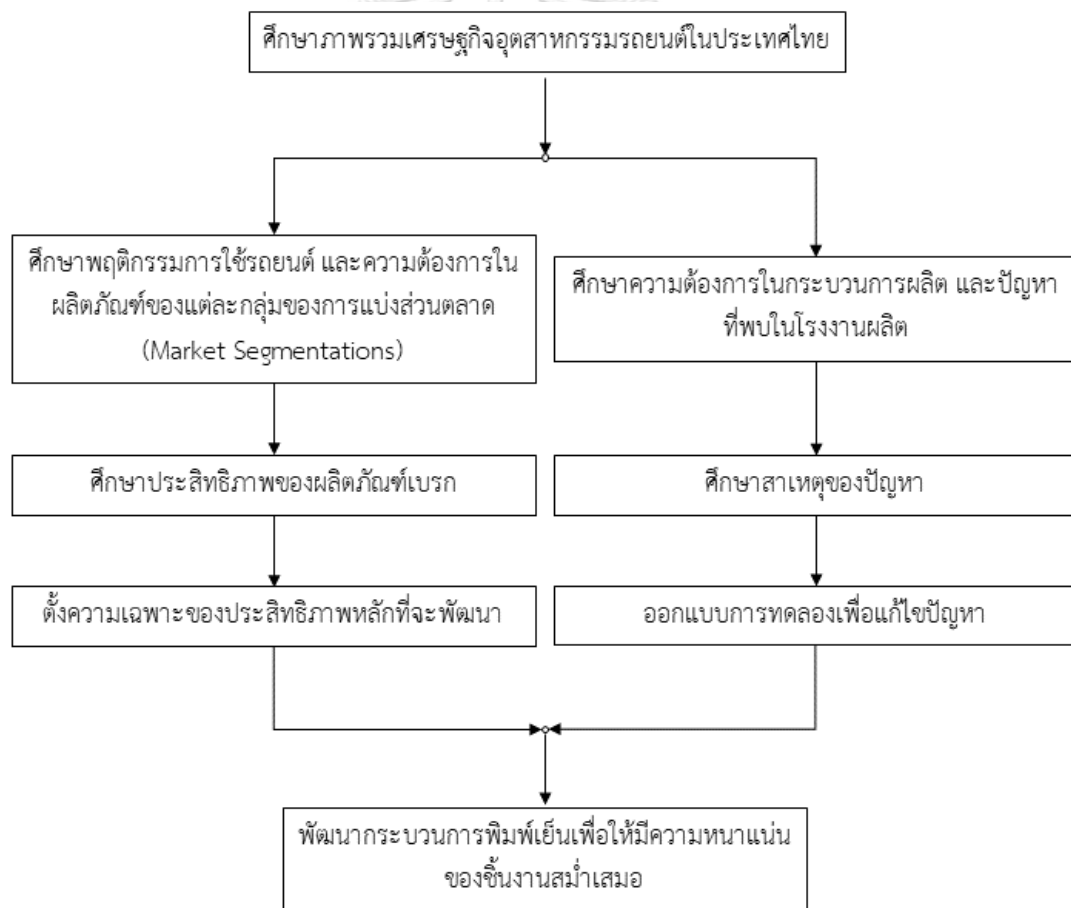 ศึกษาภาพรวมเศรษฐกิจอุตสาหกรรมรถยนต์ในประเทศไทย
ศึกษาพฤติกรรมการใช้รถยนต์ และความต้องการใน
ผลิตภัณฑ์ของแต่ละกลุ่มของการแบ่งส่วนตลาด
(Market Segmentations)
ศึกษาความต้องการในกระบวนการผลิต และปัญหา
ที่พบในโรงงานผลิต
ศึกษาประสิทธิภาพของผลิตภัณฑ์เบรก
ศึกษาสาเหตุของปัญหา
ตั้งความเฉพาะของประสิทธิภาพหลักที่จะพัฒนา
ออกแบบการทดลองเพื่อแก้ไขปัญหา
พัฒนากระบวนการพิมพ์เย็นเพื่อให้มีความหนาแน่น
ของชิ้นงานสม่ำเสมอ